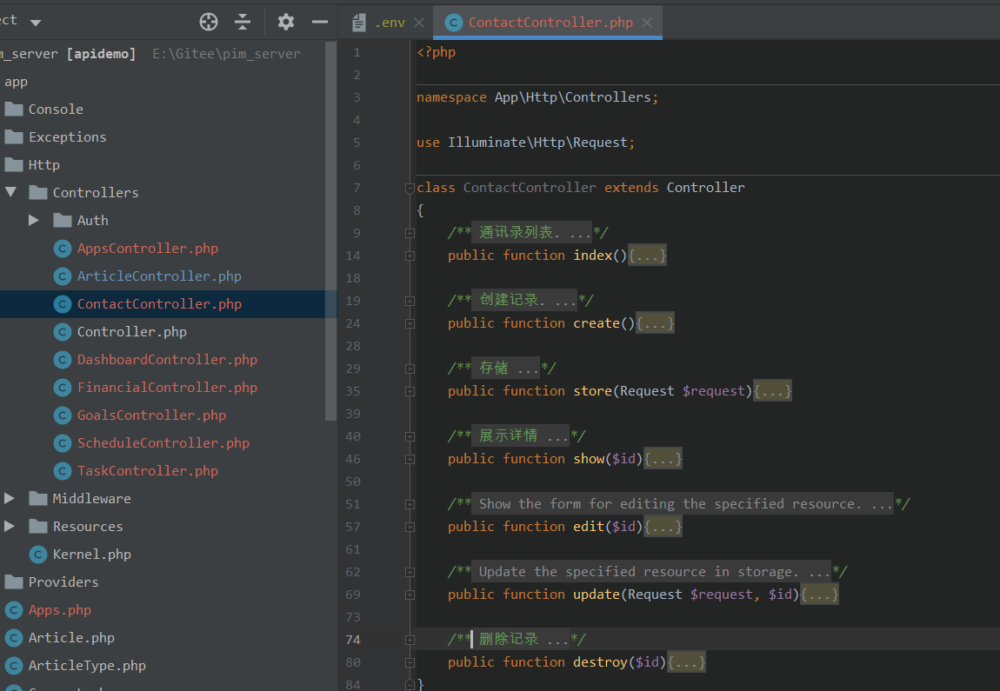 ct
m_server [apidemo] E:\Gitee\pim_server
app
Console
Exceptions
Http
Controllers
Auth
AppsController.php
ArticleController.php
ContactController.php
Controller.php
DashboardController.php
FinancialController.php
GoalsController.php
ScheduleController.php
TaskController.php
Middleware
Resources
Kernel.php
Providers
Apps.php
Article.php
ArticleType.php
.env ContactController.php
1 <?php
2
3 namespace App\Http\Controllers;
4
5 use Illuminate\Http\Request;
6
7 class ContactController extends Controller
8 {
9 /** 通讯录列表. ...*/
14 public function index(){...}
18
19 /** 创建记录. ...*/
24 public function create(){...}
28
29 /** 存储 ...*/
35 public function store(Request $request){...}
39
40 /** 展示详情 ...*/
46 public function show($id){...}
50
51 /** Show the form for editing the specified resource. ...*/
57 public function edit($id){...}
61
62 /** Update the specified resource in storage. ...*/
69 public function update(Request $request, $id){...}
73
74 /** 删除记录 ...*/
80 public function destroy($id){...}
84 }